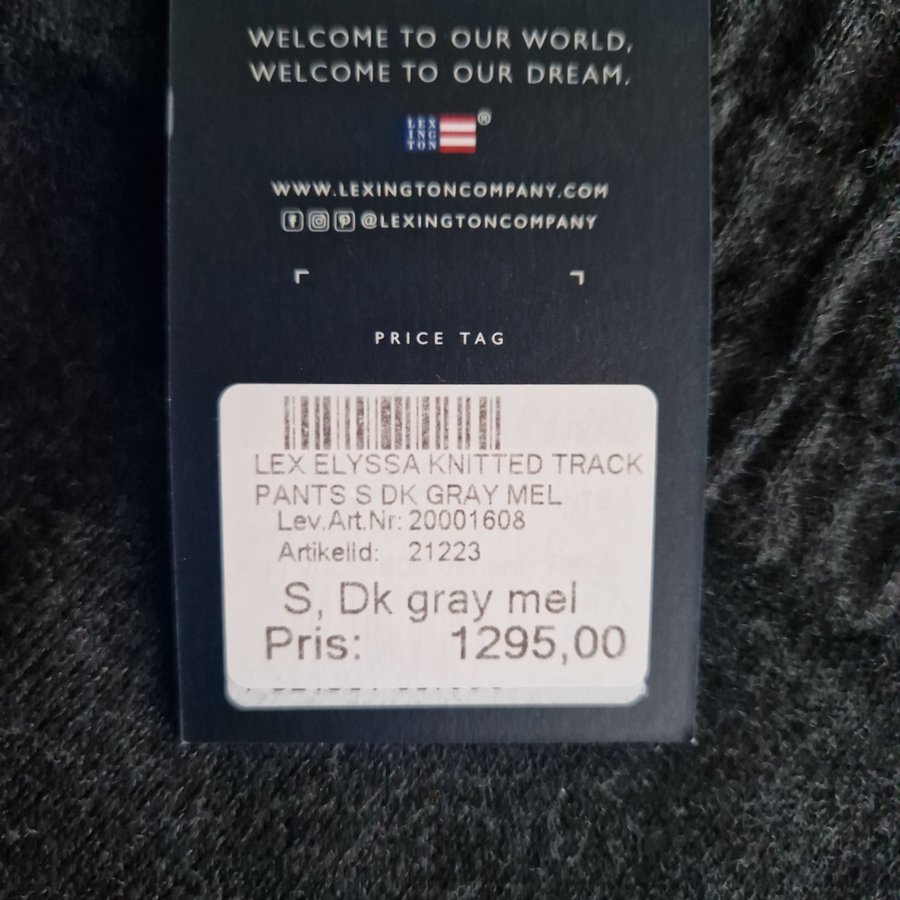 WELCOME TO OUR WORLD,
WELCOME TO OUR DREAM.
LEX
ING
TON
®
WWW.LEXINGTONCOMPANY.COM
@LEXINGTONCOMPANY
PRICE TAG
LEX ELYSSA KNITTED TRACK
PANTS S DK GRAY MEL
Lev.Art.Nr: 20001608
ArtikelId: 21223
S, Dk gray mel
Pris: 1295,00